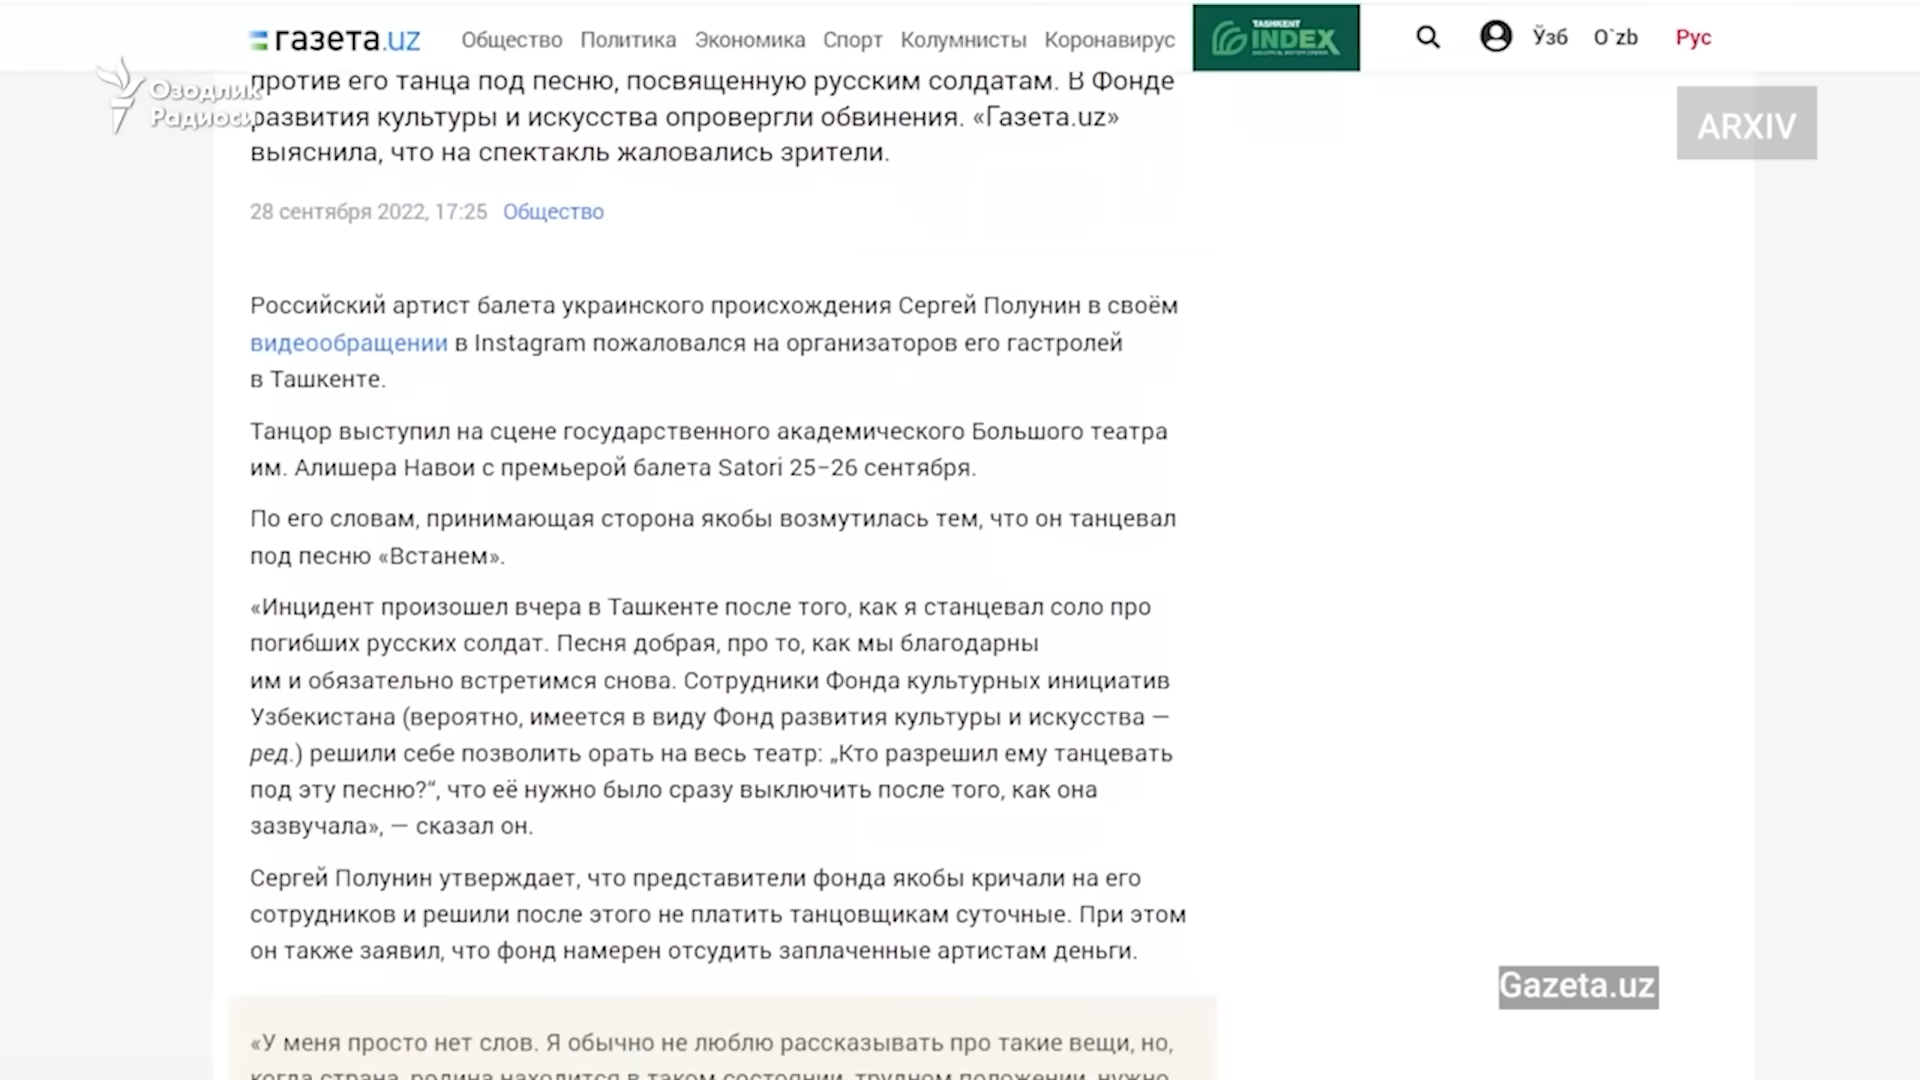 газета.uz Общество Политика Экономика Спорт Колумнисты Коронавирус TASHKENT INDEX Ўзб O`zb Рус
Озодлик
Радиоси
ARXIV
против его танца под песню, посвященную русским солдатам. В Фонде
развития культуры и искусства опровергли обвинения. «Газета.uz»
выяснила, что на спектакль жаловались зрители.
28 сентября 2022, 17:25 Общество
Российский артист балета украинского происхождения Сергей Полунин в своём
видеообращении в Instagram пожаловался на организаторов его гастролей
в Ташкенте.
Танцор выступил на сцене государственного академического Большого театра
им. Алишера Навои с премьерой балета Satori 25–26 сентября.
По его словам, принимающая сторона якобы возмутилась тем, что он танцевал
под песню «Встанем».
«Инцидент произошел вчера в Ташкенте после того, как я станцевал соло про
погибших русских солдат. Песня добрая, про то, как мы благодарны
им и обязательно встретимся снова. Сотрудники Фонда культурных инициатив
Узбекистана (вероятно, имеется в виду Фонд развития культуры и искусства —
ред.) решили себе позволить орать на весь театр: „Кто разрешил ему танцевать
под эту песню?“, что её нужно было сразу выключить после того, как она
зазвучала», — сказал он.
Сергей Полунин утверждает, что представители фонда якобы кричали на его
сотрудников и решили после этого не платить танцовщикам суточные. При этом
он также заявил, что фонд намерен отсудить заплаченные артистам деньги.
Gazeta.uz
«У меня просто нет слов. Я обычно не люблю рассказывать про такие вещи, но,
когда страна, родина находится в таком состоянии, трудном положении, нужно